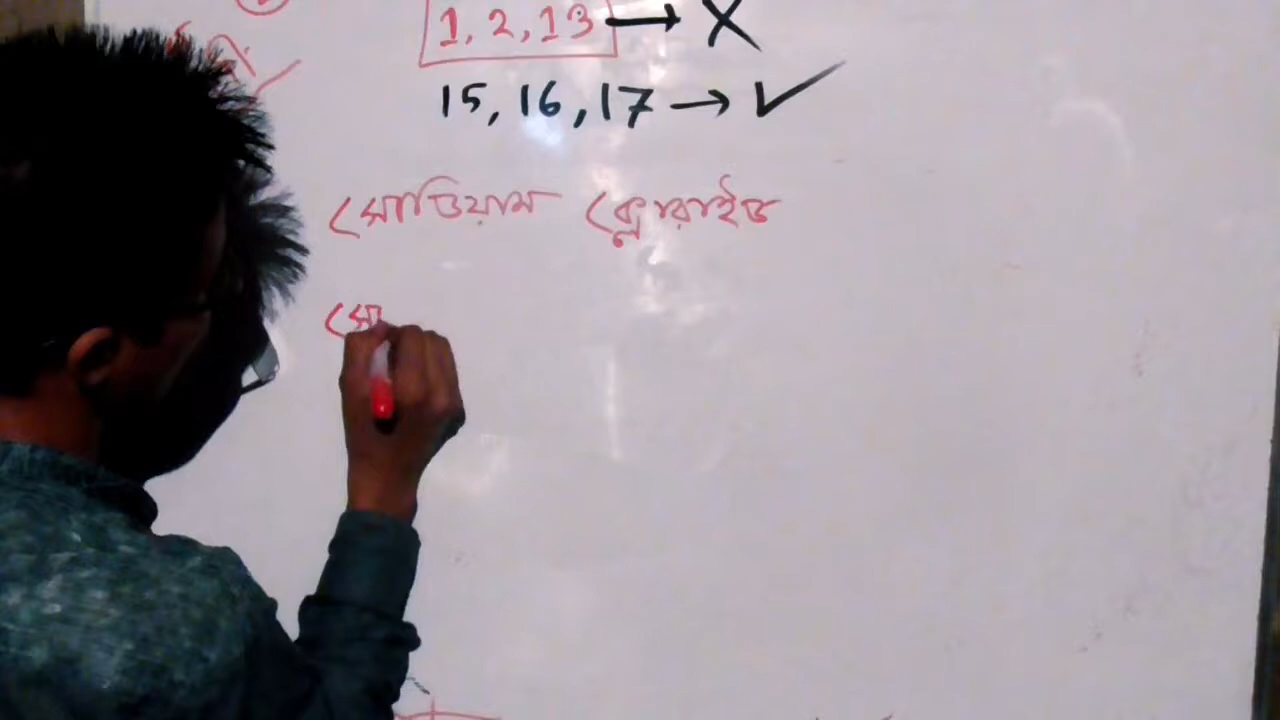 1, 2, 13 → X
15, 16, 17 → ✓
সোডিয়াম ক্লোরাইড
সো